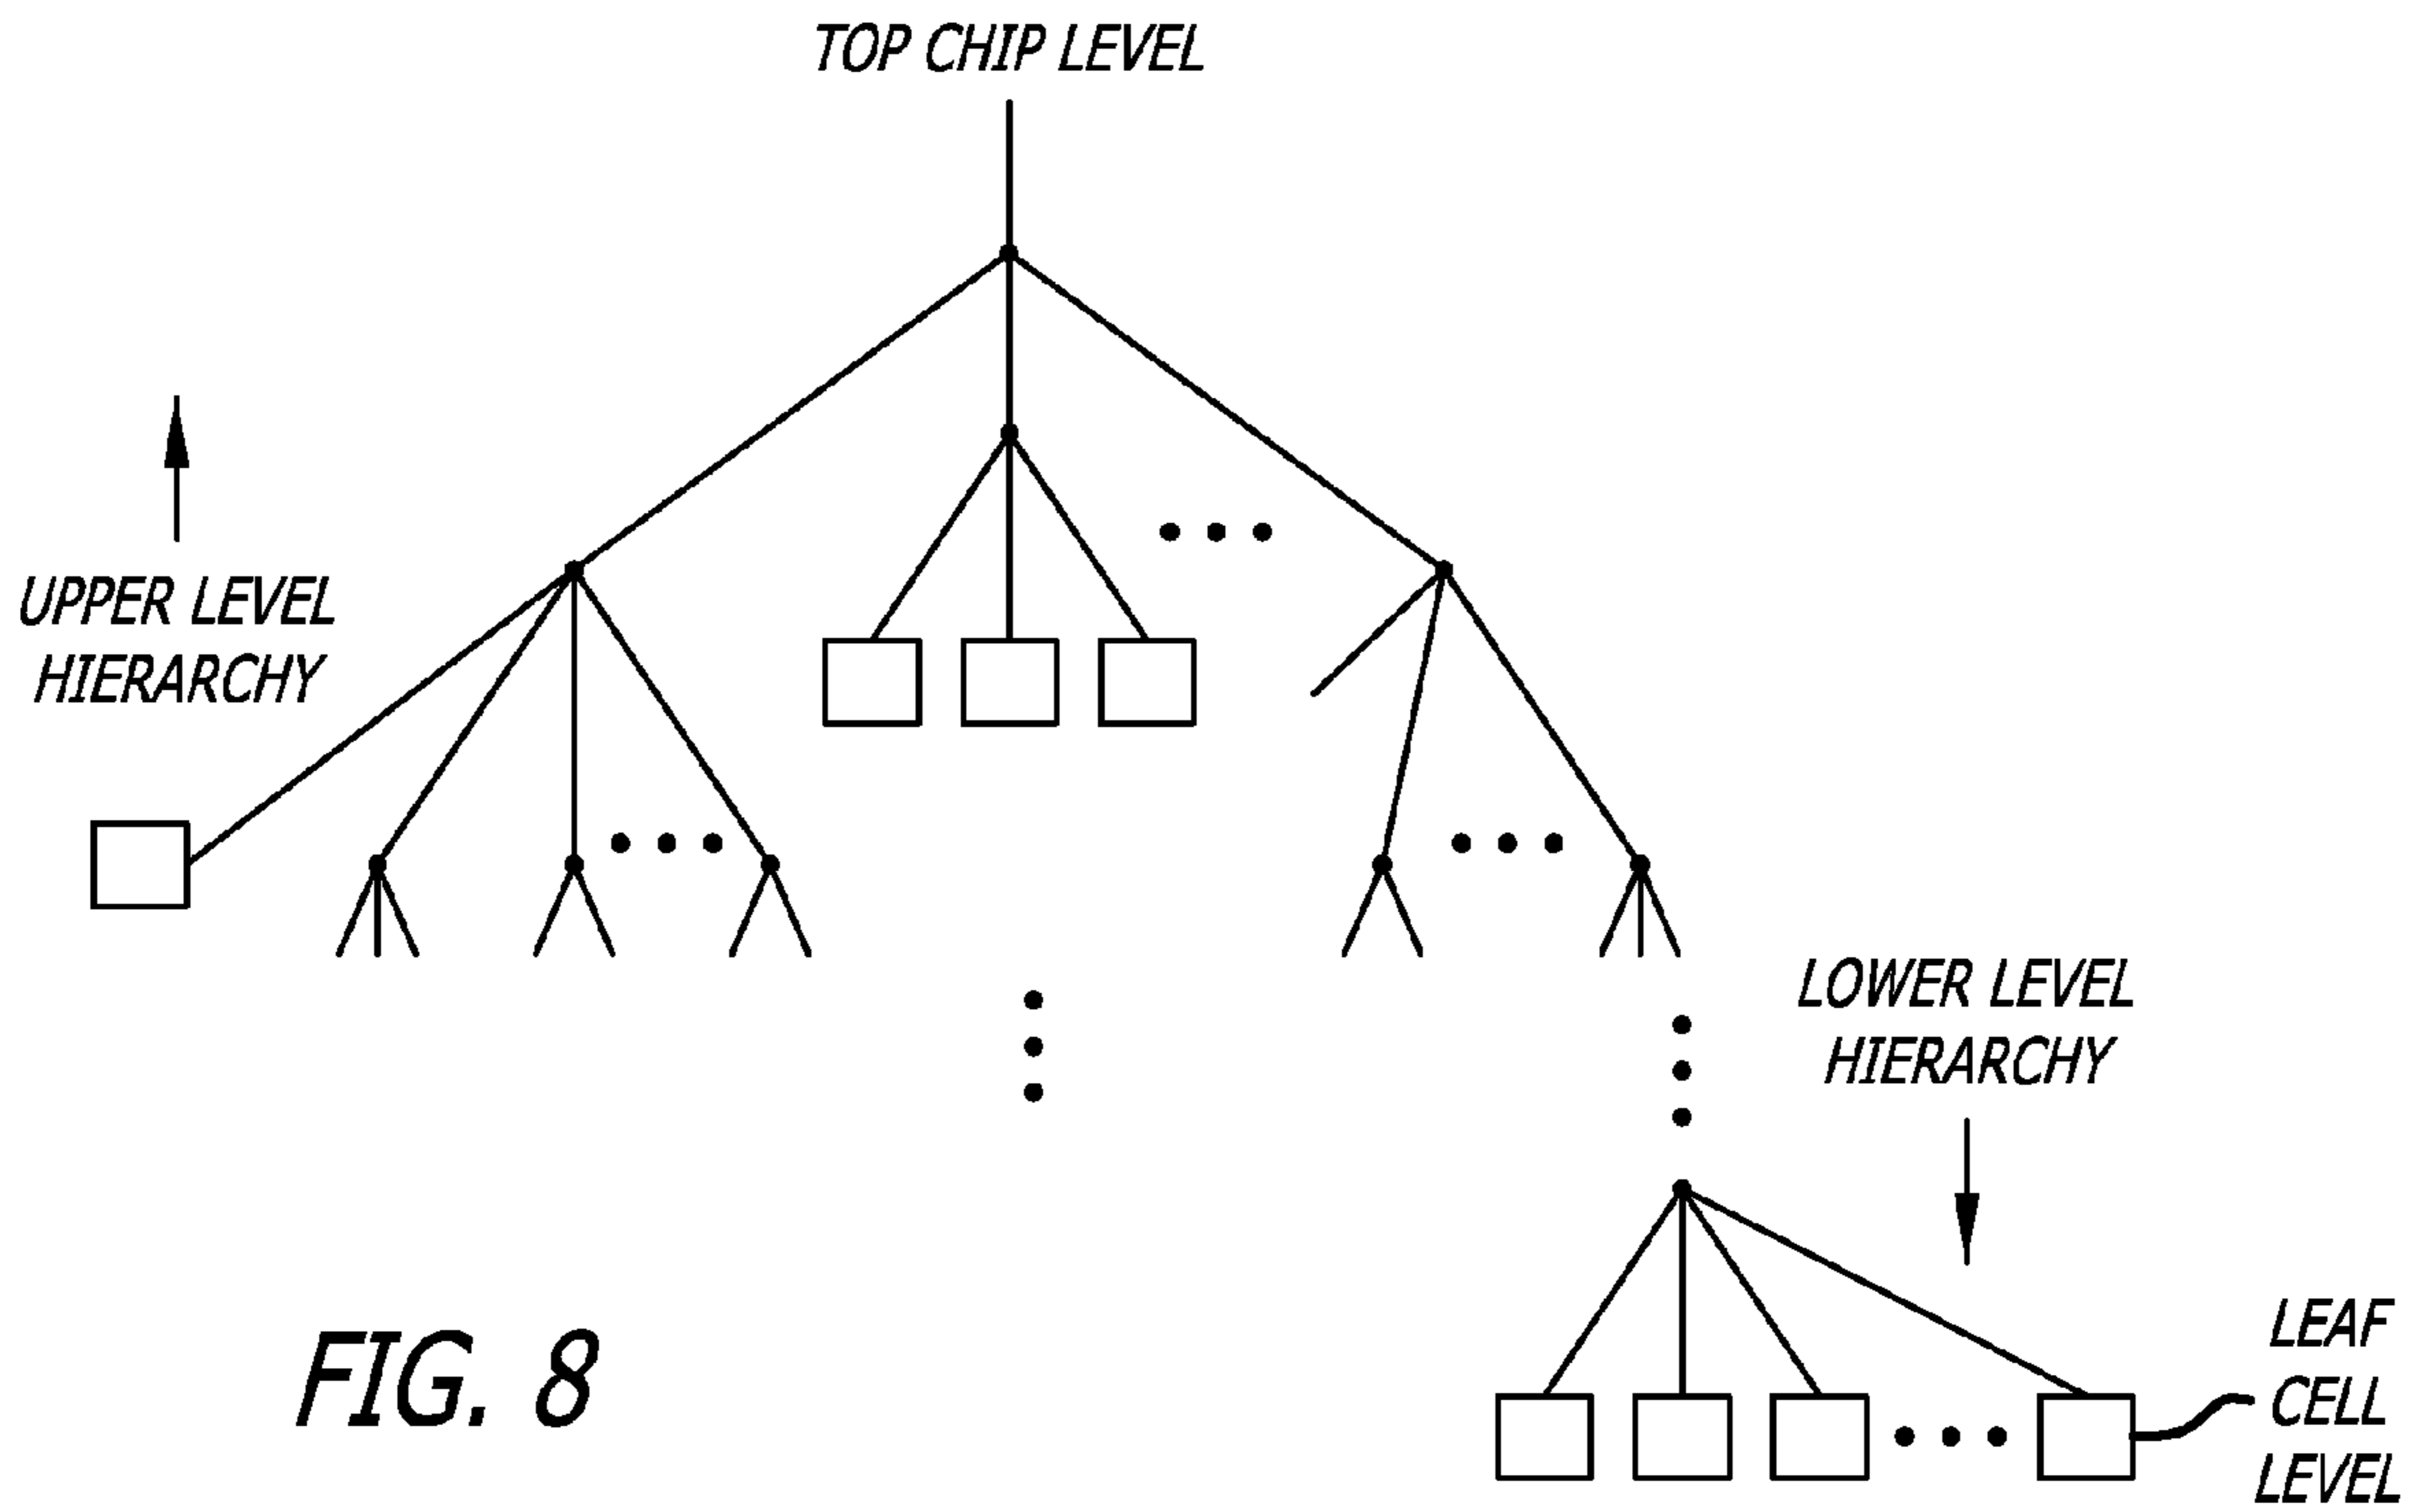 TOP CHIP LEVEL
UPPER LEVEL
HIERARCHY
LOWER LEVEL
HIERARCHY
LEAF
CELL
LEVEL
FIG. 8